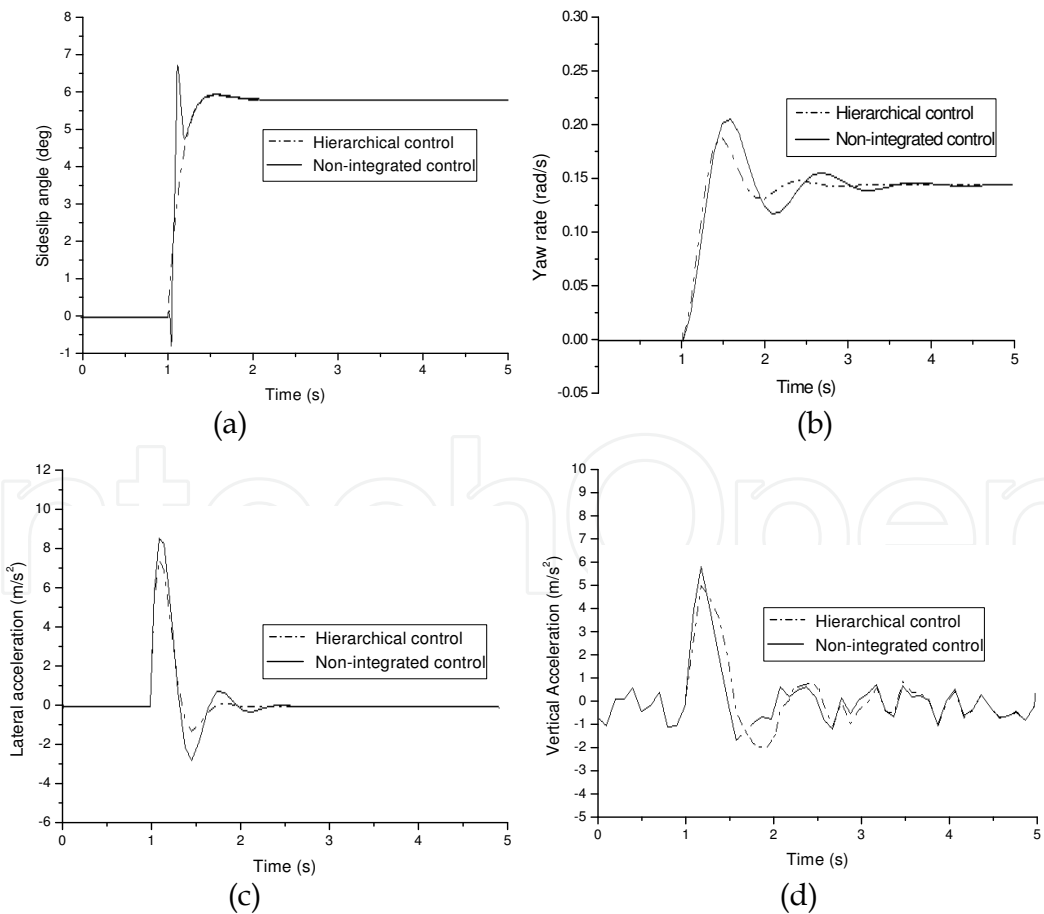 8
7
6
5
4
3
2
1
0
-1
Sideslip angle (deg)
Hierarchical control
Non-integrated control
0 1 2 3 4 5
Time (s)
(a)
0.30
0.25
0.20
0.15
0.10
0.05
0.00
-0.05
Yaw rate (rad/s)
Hierarchical control
Non-integrated control
0 1 2 3 4 5
Time (s)
(b)
12
10
8
6
4
2
0
-2
-4
-6
Lateral acceleration (m/s²)
Hierarchical control
Non-integrated control
0 1 2 3 4 5
Time (s)
(c)
10
9
8
7
6
5
4
3
2
1
0
-1
-2
-3
-4
-5
Vertical Acceleration (m/s²)
Hierarchical control
Non-integrated control
0 1 2 3 4 5
Time (s)
(d)
ntechOpen